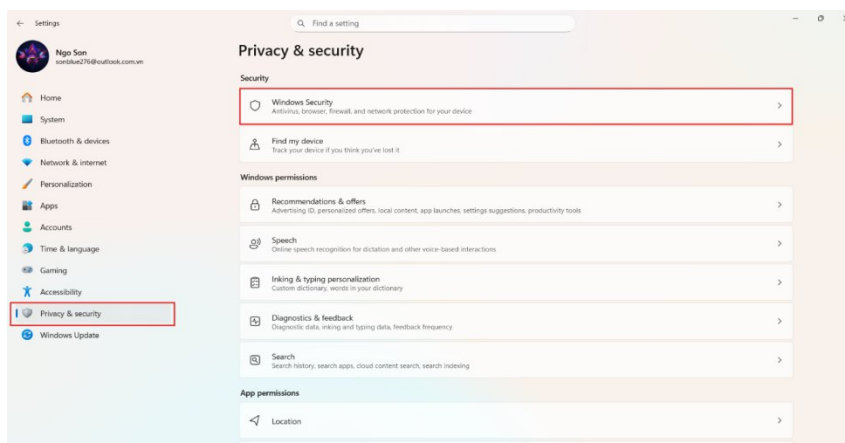 Settings
Find a setting
Ngo Son
sonblue276@outlook.com.vn
Home
System
Bluetooth & devices
Network & internet
Personalization
Apps
Accounts
Time & language
Gaming
Accessibility
Privacy & security
Windows Update
Privacy & security
Security
Windows Security
Antivirus, browser, firewall, and network protection for your device
Find my device
Track your device if you think you've lost it
Windows permissions
Recommendations & offers
Advertising ID, personalized offers, local content, app launches, settings suggestions, productivity tools
Speech
Online speech recognition for dictation and other voice-based interactions
Inking & typing personalization
Custom dictionary, words in your dictionary
Diagnostics & feedback
Diagnostic data, inking and typing data, feedback frequency
Search
Search history, search apps, cloud content search, search indexing
App permissions
Location